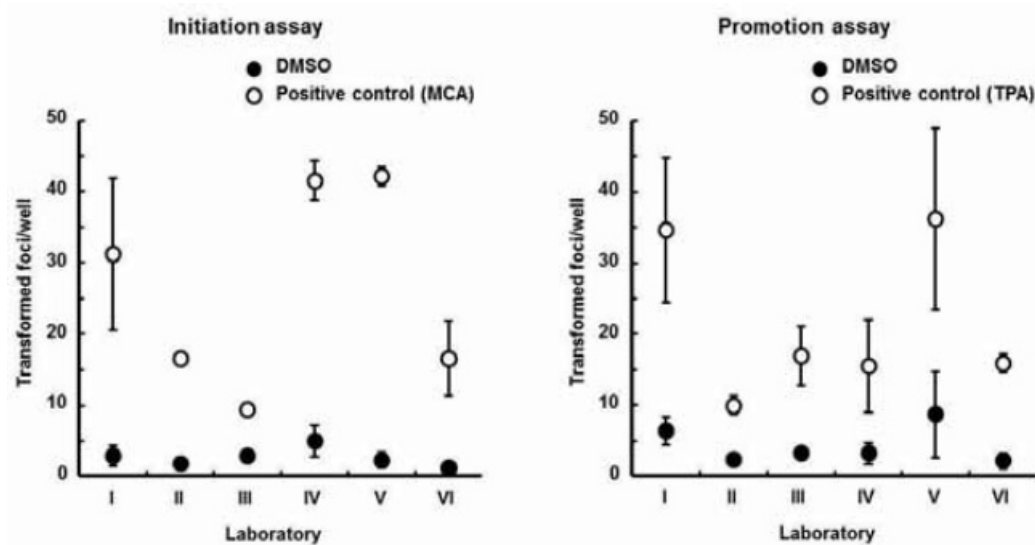 Initiation assay
DMSO
Positive control (MCA)
50
40
30
20
10
0
Transformed foci/well
I II III IV V VI
Laboratory
Promotion assay
DMSO
Positive control (TPA)
50
40
30
20
10
0
Transformed foci/well
I II III IV V VI
Laboratory